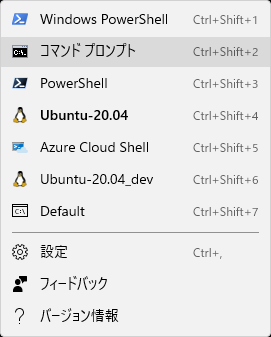 Windows PowerShell Ctrl+Shift+1
コマンド プロンプト Ctrl+Shift+2
PowerShell Ctrl+Shift+3
Ubuntu-20.04 Ctrl+Shift+4
Azure Cloud Shell Ctrl+Shift+5
Ubuntu-20.04_dev Ctrl+Shift+6
Default Ctrl+Shift+7
設定 Ctrl+,
フィードバック
バージョン情報